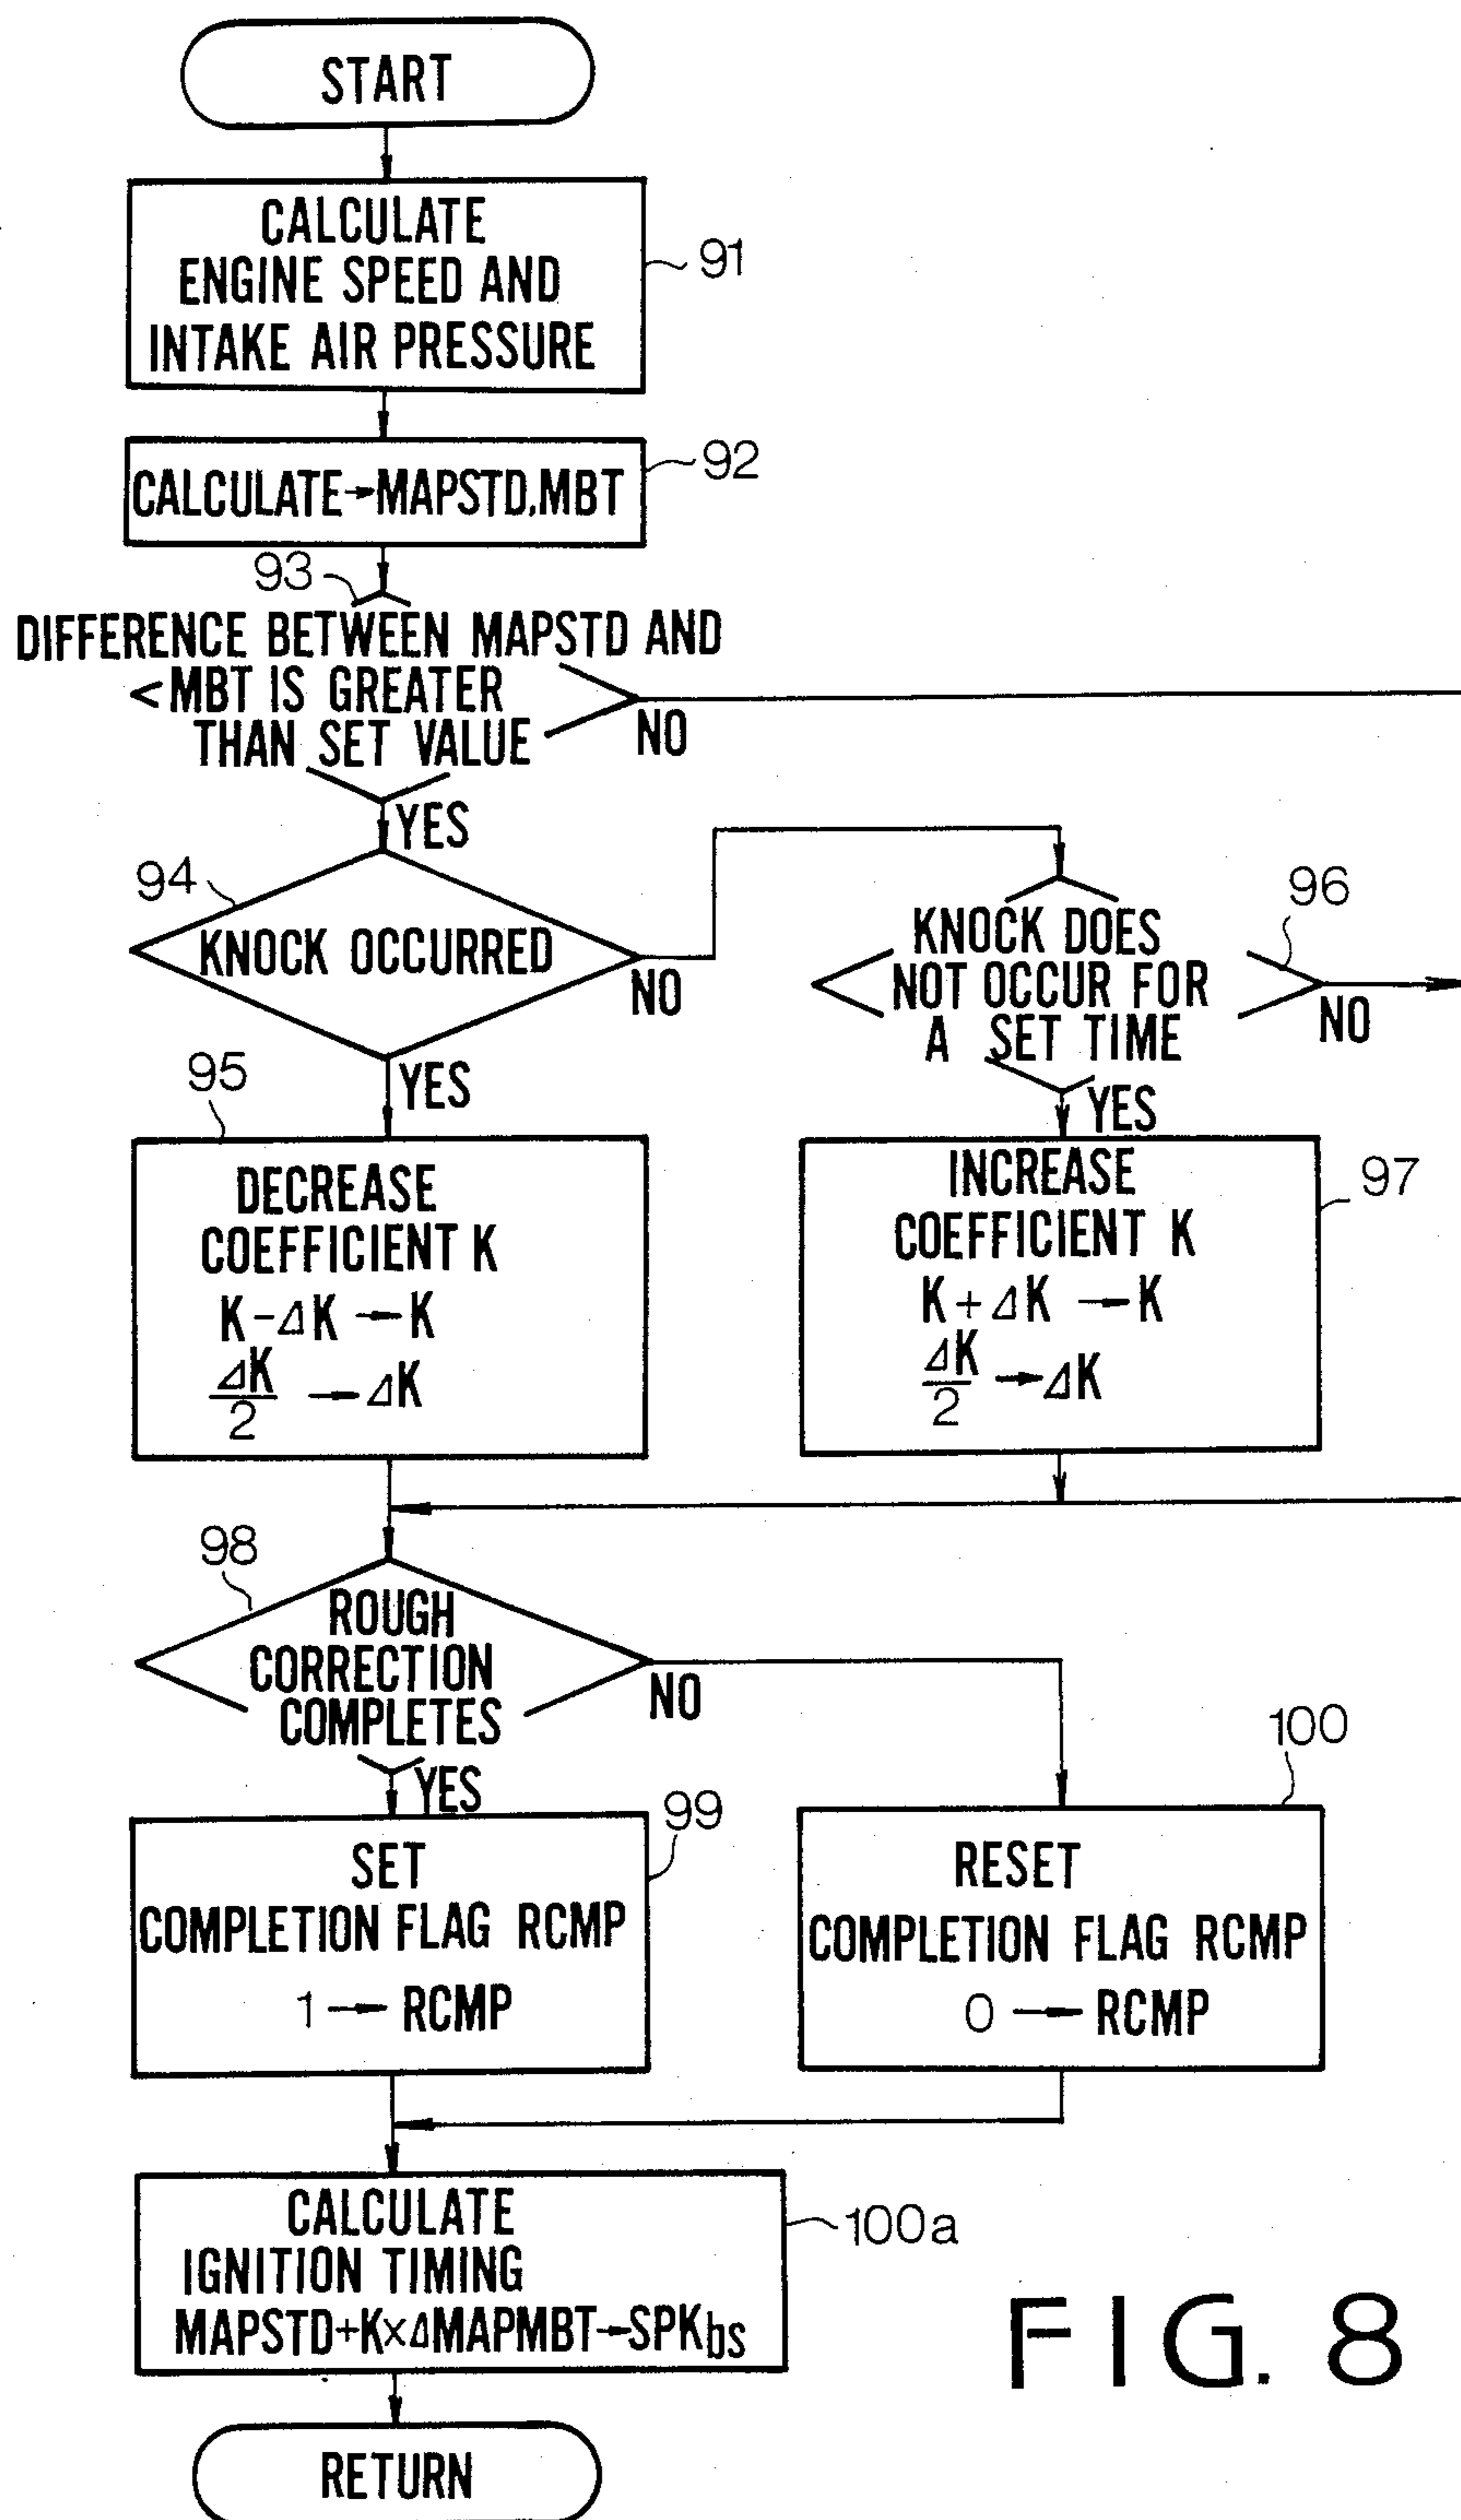 START
CALCULATE
ENGINE SPEED AND
INTAKE AIR PRESSURE
91
CALCULATE→MAPSTD,MBT
92
93
DIFFERENCE BETWEEN MAPSTD AND
MBT IS GREATER
THAN SET VALUE
NO
YES
94
KNOCK OCCURRED
NO
YES
96
KNOCK DOES
NOT OCCUR FOR
A SET TIME
NO
YES
95
DECREASE
COEFFICIENT K
K-ΔK → K
ΔK/2 → ΔK
97
INCREASE
COEFFICIENT K
K+ΔK → K
ΔK/2 → ΔK
98
ROUGH
CORRECTION
COMPLETES
NO
YES
99
SET
COMPLETION FLAG RCMP
1 → RCMP
100
RESET
COMPLETION FLAG RCMP
0 → RCMP
CALCULATE
IGNITION TIMING
MAPSTD+K×ΔMAPMBT→SPKbs
100a
RETURN
FIG. 8